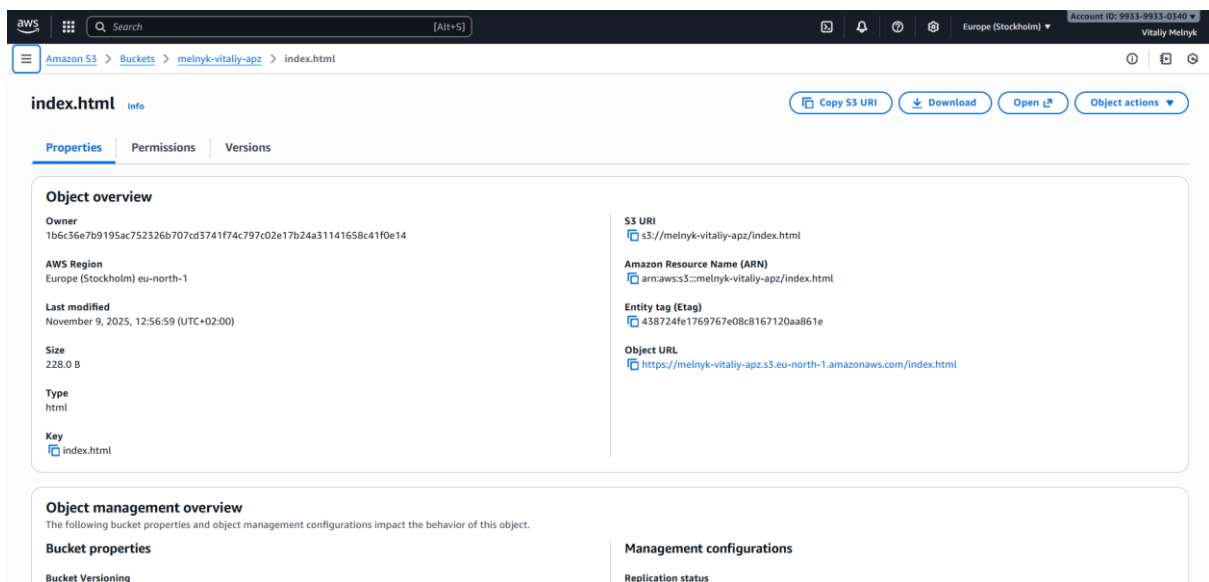 aws
Search [Alt+S]
Europe (Stockholm)
Account ID: 9933-9933-0340
Vitaliy Melnyk
Amazon S3 > Buckets > melnyk-vitaliy-apz > index.html
index.html Info
Copy S3 URI
Download
Open
Object actions
Properties
Permissions
Versions
Object overview
Owner
1b6c36e7b9195ac752326b707cd3741f74c797c02e17b24a31141658c41f0e14
AWS Region
Europe (Stockholm) eu-north-1
Last modified
November 9, 2025, 12:56:59 (UTC+02:00)
Size
228.0 B
Type
html
Key
index.html
S3 URI
s3://melnyk-vitaliy-apz/index.html
Amazon Resource Name (ARN)
arn:aws:s3:::melnyk-vitaliy-apz/index.html
Entity tag (Etag)
438724fe1769767e08c8167120aa861e
Object URL
https://melnyk-vitaliy-apz.s3.eu-north-1.amazonaws.com/index.html
Object management overview
The following bucket properties and object management configurations impact the behavior of this object.
Bucket properties
Bucket Versioning
Management configurations
Replication status